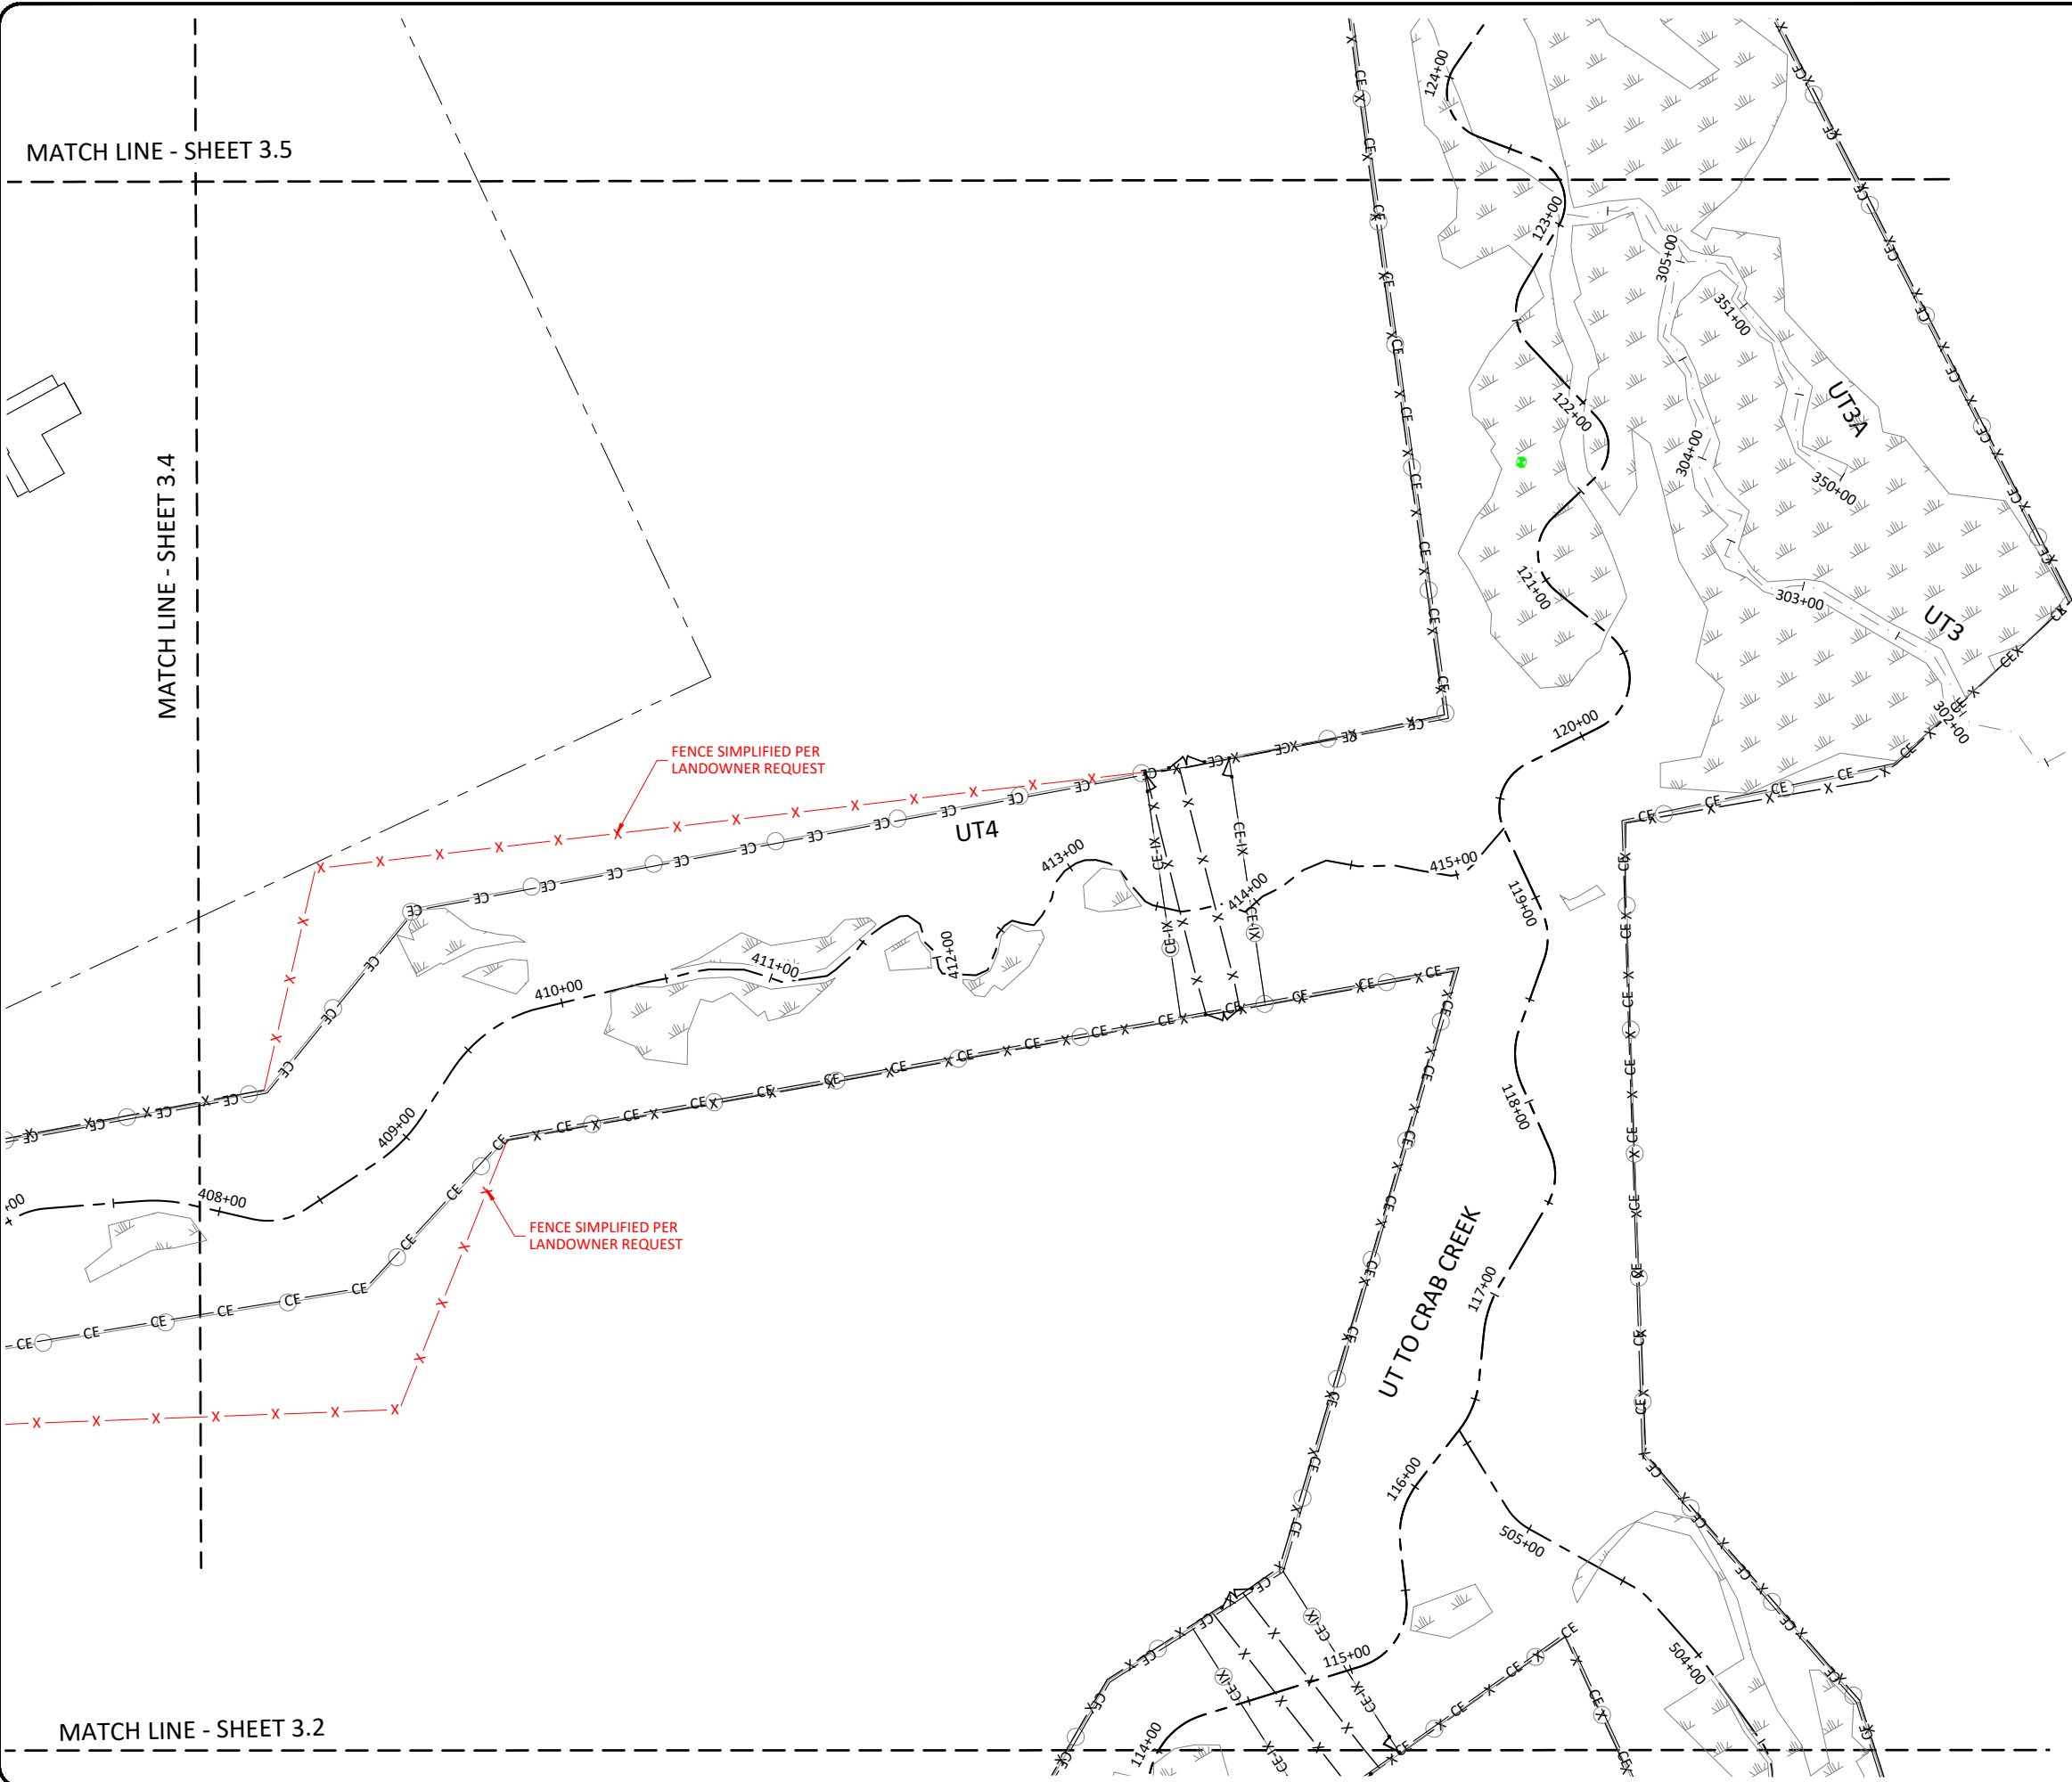 MATCH LINE - SHEET 3.5
MATCH LINE - SHEET 3.4
124+00
123+00
305+00
351+00
122+00
UT3A
304+00
350+00
121+00
303+00
UT3
302+00
120+00
FENCE SIMPLIFIED PER
LANDOWNER REQUEST
UT4
413+00
414+00
415+00
119+00
412+00
411+00
410+00
409+00
118+00
408+00
+00
FENCE SIMPLIFIED PER
LANDOWNER REQUEST
UT TO CRAB CREEK
117+00
116+00
505+00
115+00
504+00
114+00
MATCH LINE - SHEET 3.2